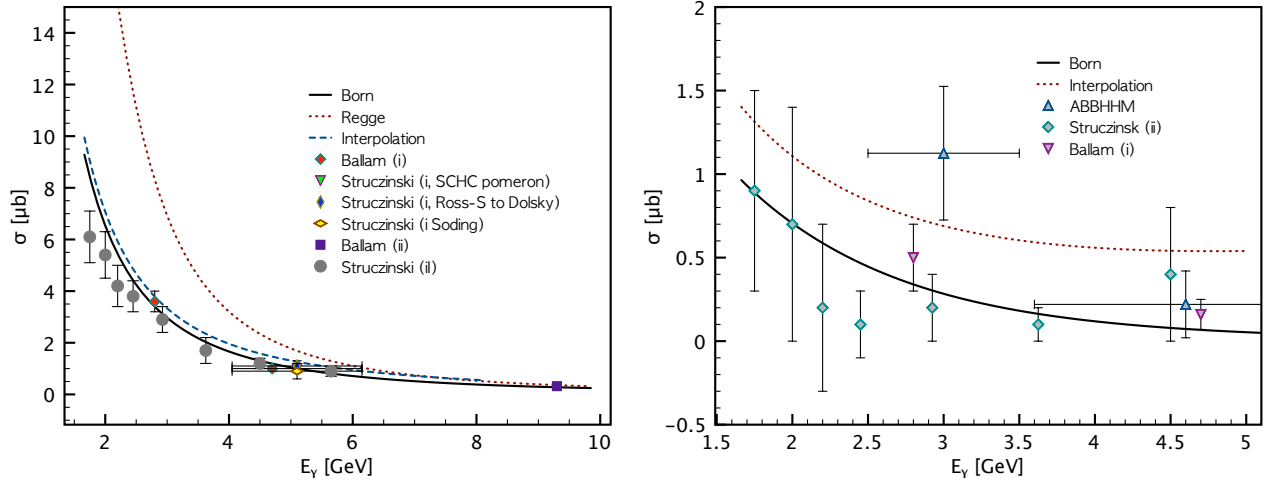 14
12
10
8
6
4
2
0
σ [μb]
Born
Regge
Interpolation
Ballam (i)
Struczinski (i, SCHC pomeron)
Struczinski (i, Ross-S to Dolsky)
Struczinski (i Soding)
Ballam (ii)
Struczinski (iI)
2 4 6 8 10
Eγ [GeV]
2
1.5
1
0.5
0
−0.5
σ [μb]
Born
Interpolation
ABBHHM
Struczinsk (ii)
Ballam (i)
1.5 2 2.5 3 3.5 4 4.5 5
Eγ [GeV]